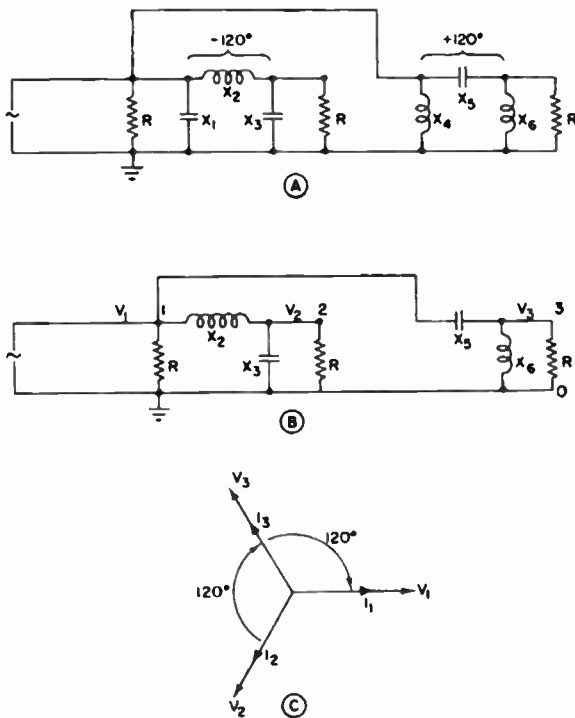 -120° +120°
X2 X5
~ R X1 X3 R X4 X6 R
A
V1 1 X2 V2 2 X5 V3 3
~ R X3 R X6 R
0
B
V3
I3
120°
120°
I1 V1
I2
V2
C